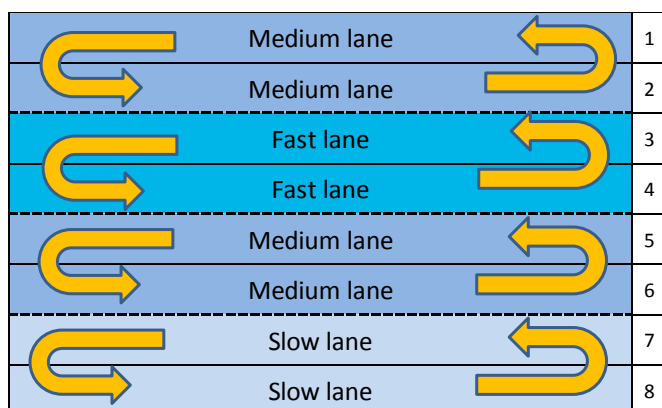 Medium lane 1
Medium lane 2
Fast lane 3
Fast lane 4
Medium lane 5
Medium lane 6
Slow lane 7
Slow lane 8